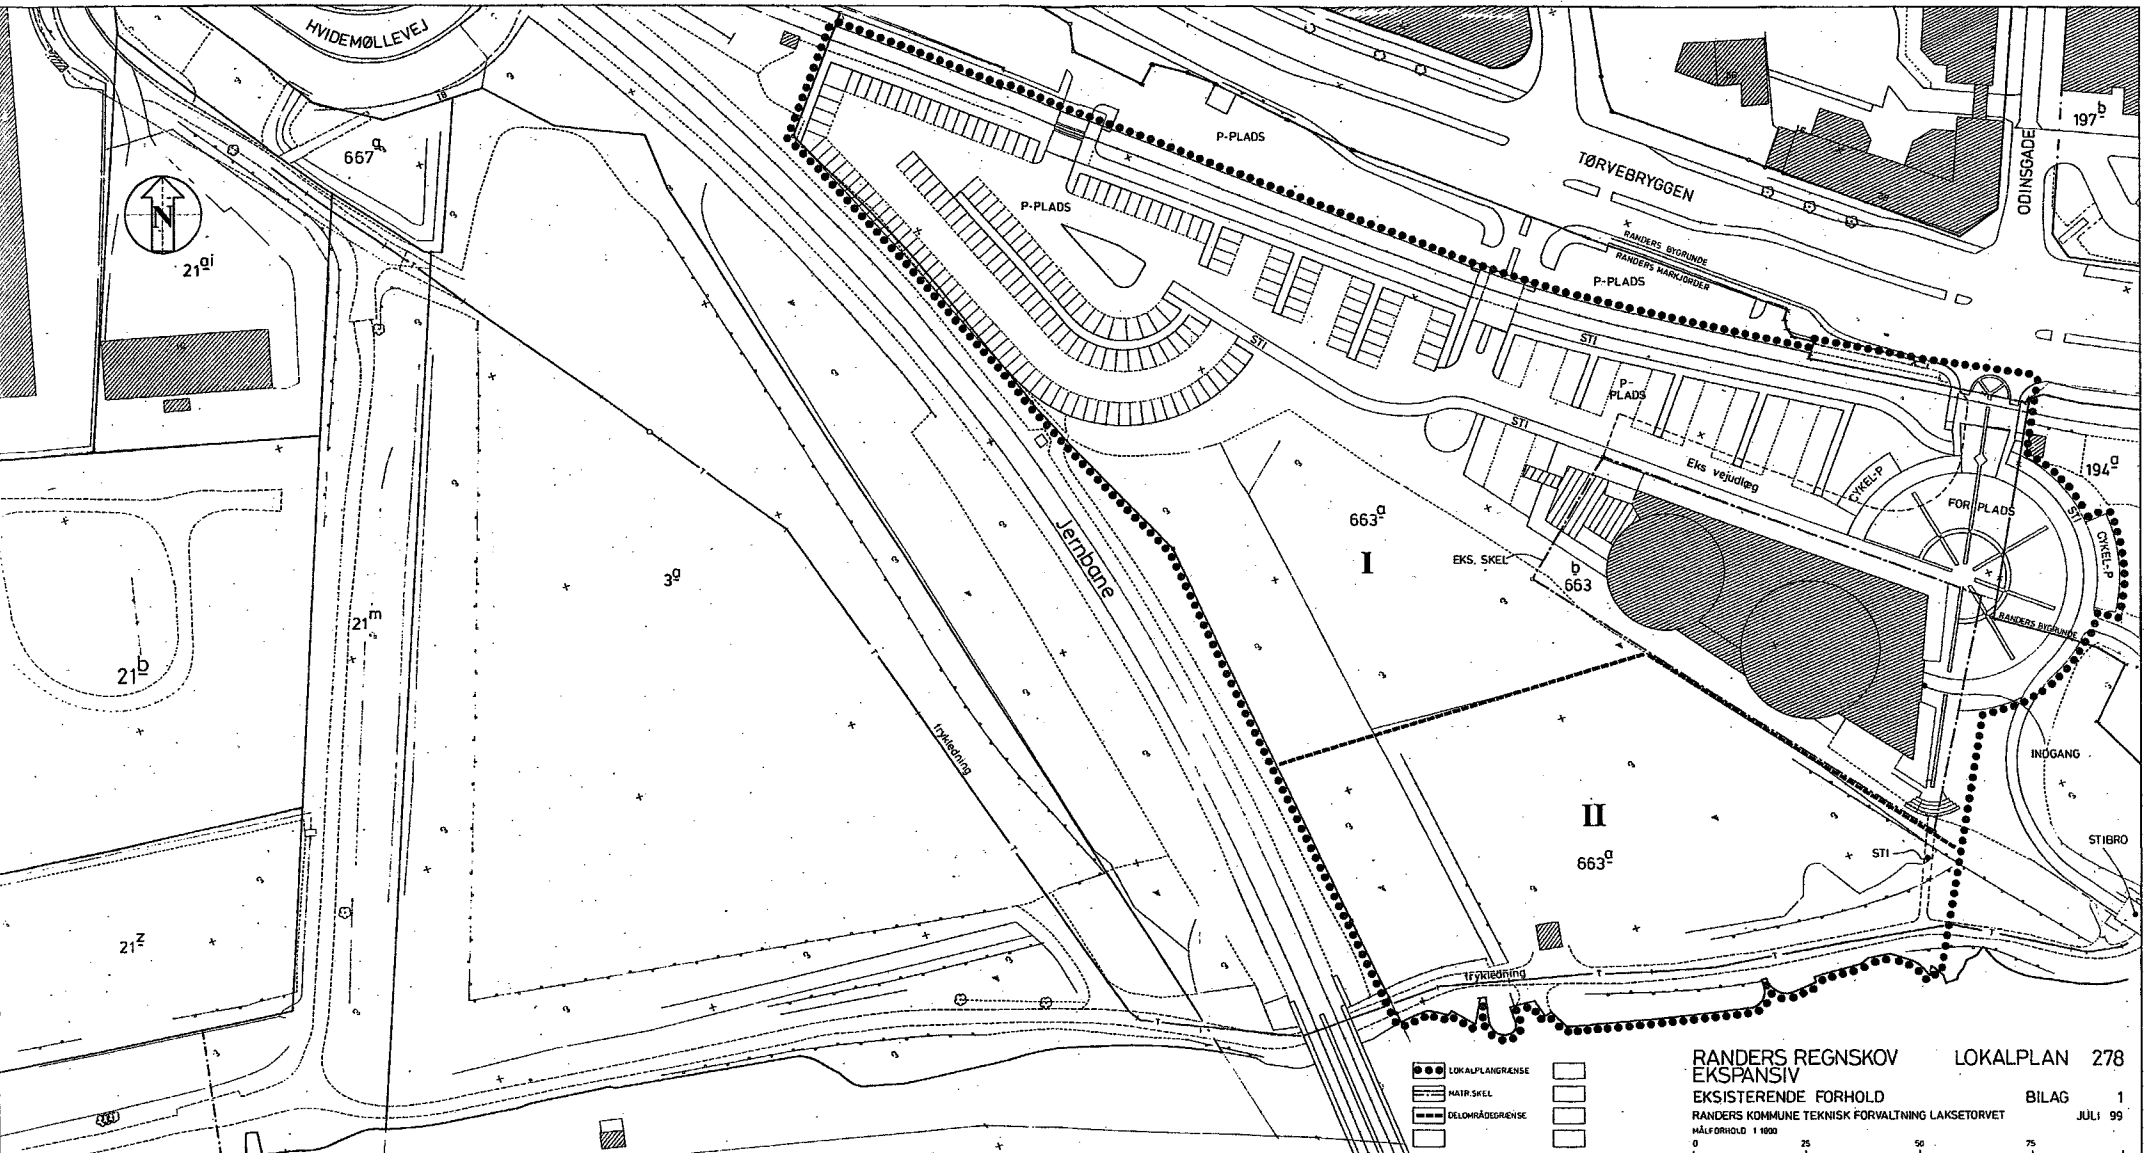 HVIDEMØLLEVEJ
18
667a
N
21ai
P-PLADS
TØRVEBRYGGEN
ODINSGADE
197b
P-PLADS
RANDERS BYGRUNDE
RANDERS MARKJORDER
P-PLADS
STI
STI
P-
PLADS
STI
Eks vejudlæg
CYKEL-P
FORPLADS
194a
STI
CYKEL-P
663a
I
EKS. SKEL
b
663
Jernbane
3a
21m
21b
RANDERS BYGRUNDE
INDGANG
trykledning
II
663a
STI
STIBRO
21z
trykledning
LOKALPLANGRÆNSE
MATR.SKEL
DELOMRÅDEGRÆNSE
RANDERS REGNSKOV LOKALPLAN 278
EKSPANSIV
EKSISTERENDE FORHOLD BILAG 1
RANDERS KOMMUNE TEKNISK FORVALTNING LAKSETORVET JULI 99
MÅLFORHOLD 1 1000
0 25 50 75